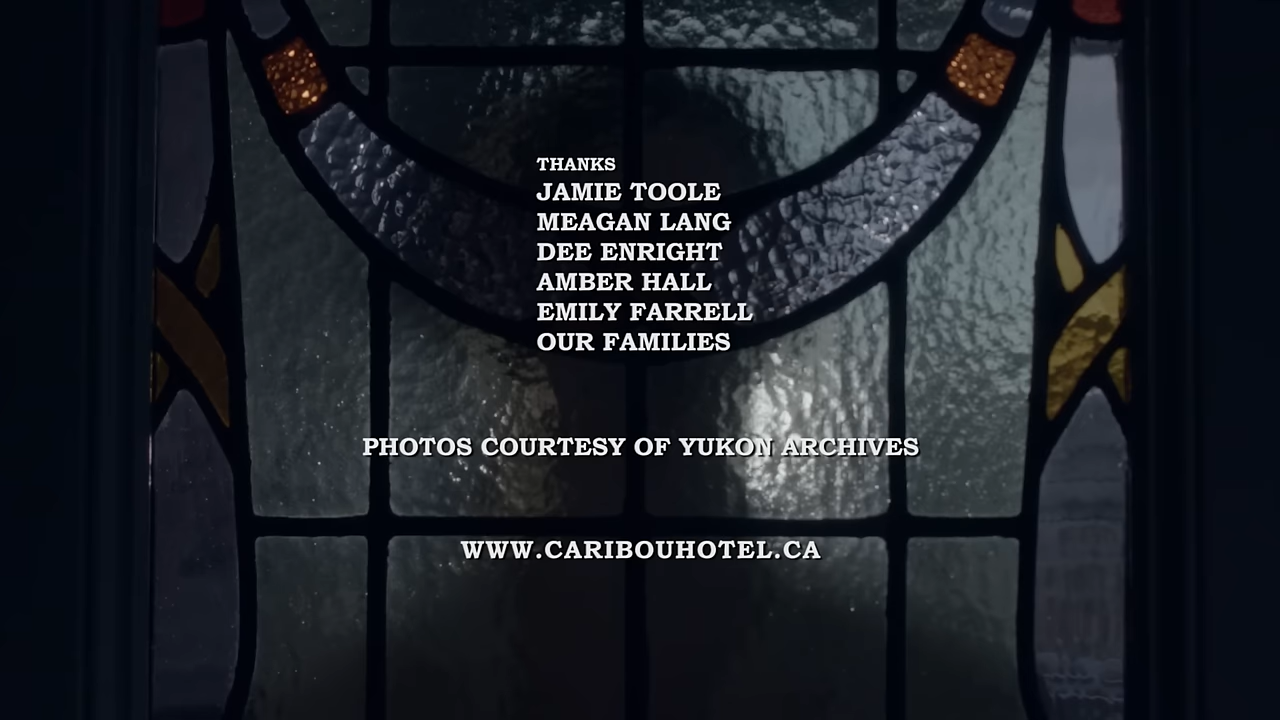 THANKS
JAMIE TOOLE
MEAGAN LANG
DEE ENRIGHT
AMBER HALL
EMILY FARRELL
OUR FAMILIES
PHOTOS COURTESY OF YUKON ARCHIVES
WWW.CARIBOUHOTEL.CA